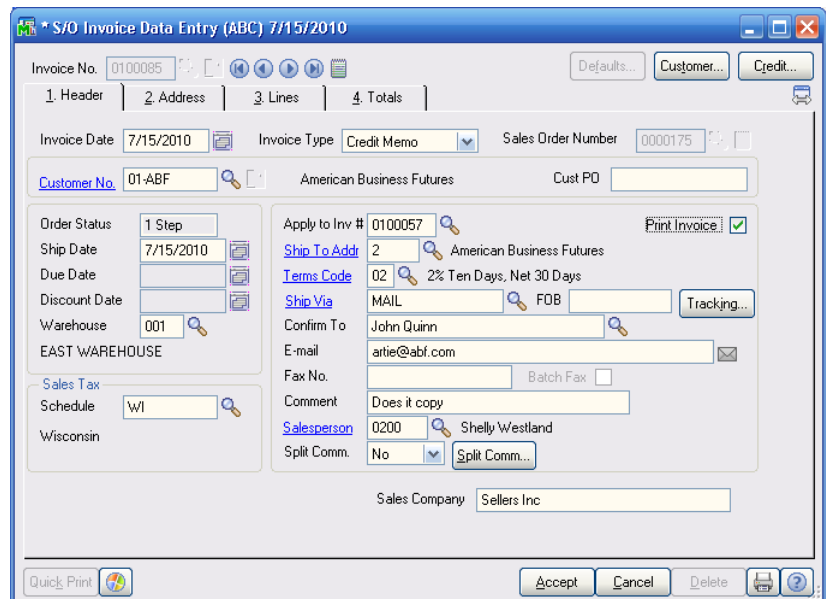 * S/O Invoice Data Entry (ABC) 7/15/2010
Invoice No. 0100085 Defaults... Customer... Credit...
1. Header 2. Address 3. Lines 4. Totals
Invoice Date 7/15/2010 Invoice Type Credit Memo Sales Order Number 0000175
Customer No. 01-ABF American Business Futures Cust PO
Order Status 1 Step Apply to Inv # 0100057 Print Invoice
Ship Date 7/15/2010 Ship To Addr 2 American Business Futures
Due Date Terms Code 02 2% Ten Days, Net 30 Days
Discount Date Ship Via MAIL FOB Tracking...
Warehouse 001 Confirm To John Quinn
EAST WAREHOUSE E-mail artie@abf.com
Fax No. Batch Fax
Sales Tax
Schedule WI Comment Does it copy
Wisconsin Salesperson 0200 Shelly Westland
Split Comm. No Split Comm...
Sales Company Sellers Inc
Quick Print Accept Cancel Delete